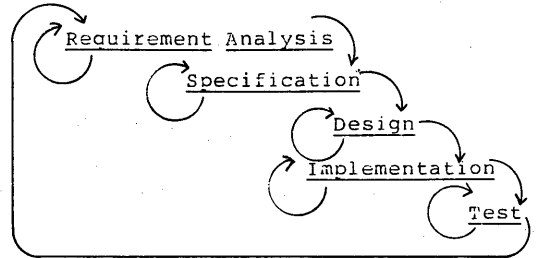 Requirement Analysis
Specification
Design
Implementation
Test